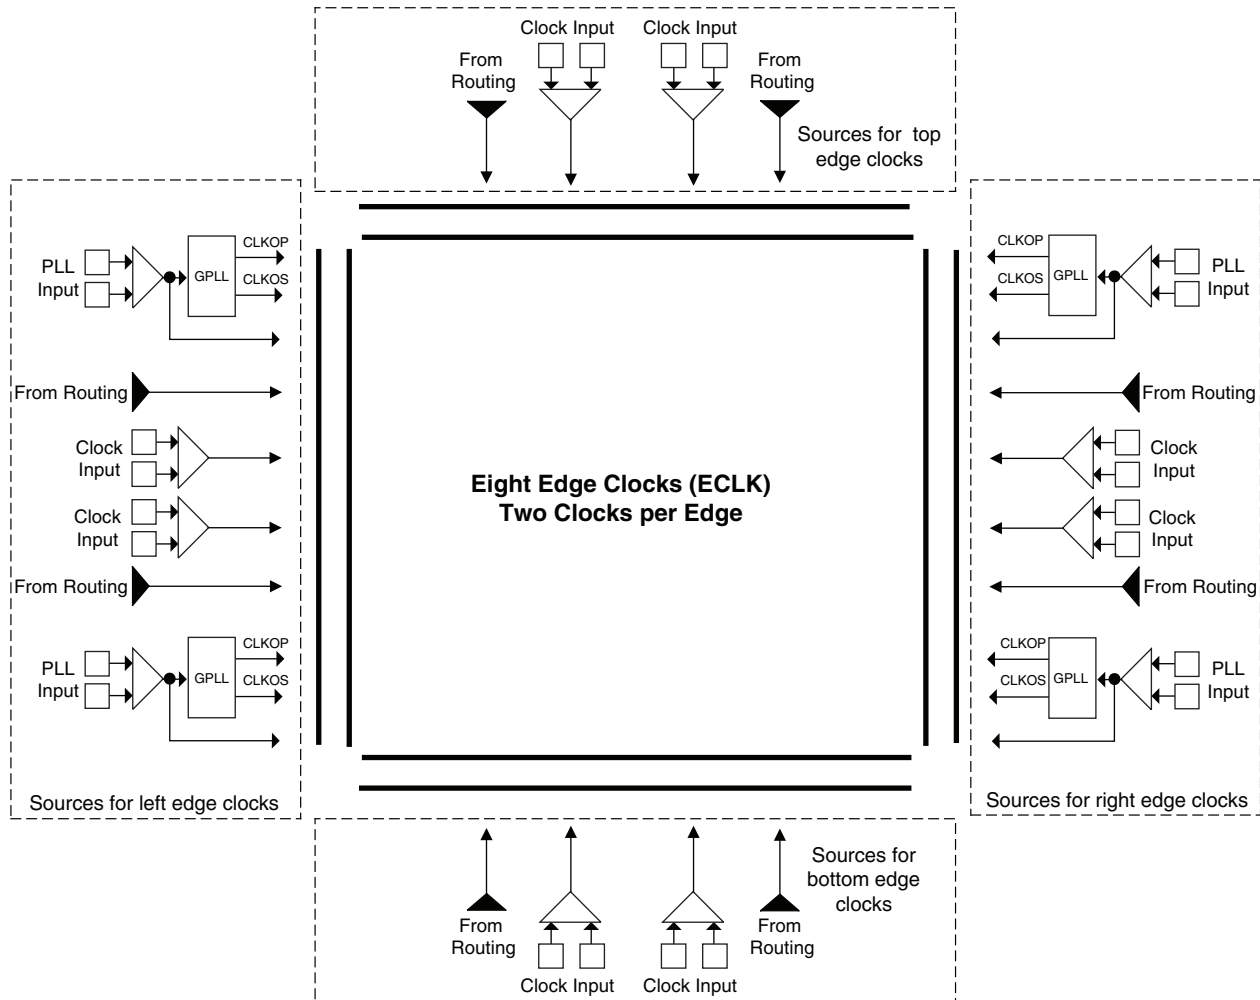 Clock Input
Clock Input
From
Routing
From
Routing
Sources for top
edge clocks
PLL
Input
GPLL
CLKOP
CLKOS
From Routing
Clock
Input
Clock
Input
From Routing
PLL
Input
GPLL
CLKOP
CLKOS
Sources for left edge clocks
Eight Edge Clocks (ECLK)
Two Clocks per Edge
CLKOP
CLKOS
GPLL
PLL
Input
From Routing
Clock
Input
Clock
Input
From Routing
CLKOP
CLKOS
GPLL
PLL
Input
Sources for right edge clocks
Sources for
bottom edge
clocks
From
Routing
From
Routing
Clock Input
Clock Input